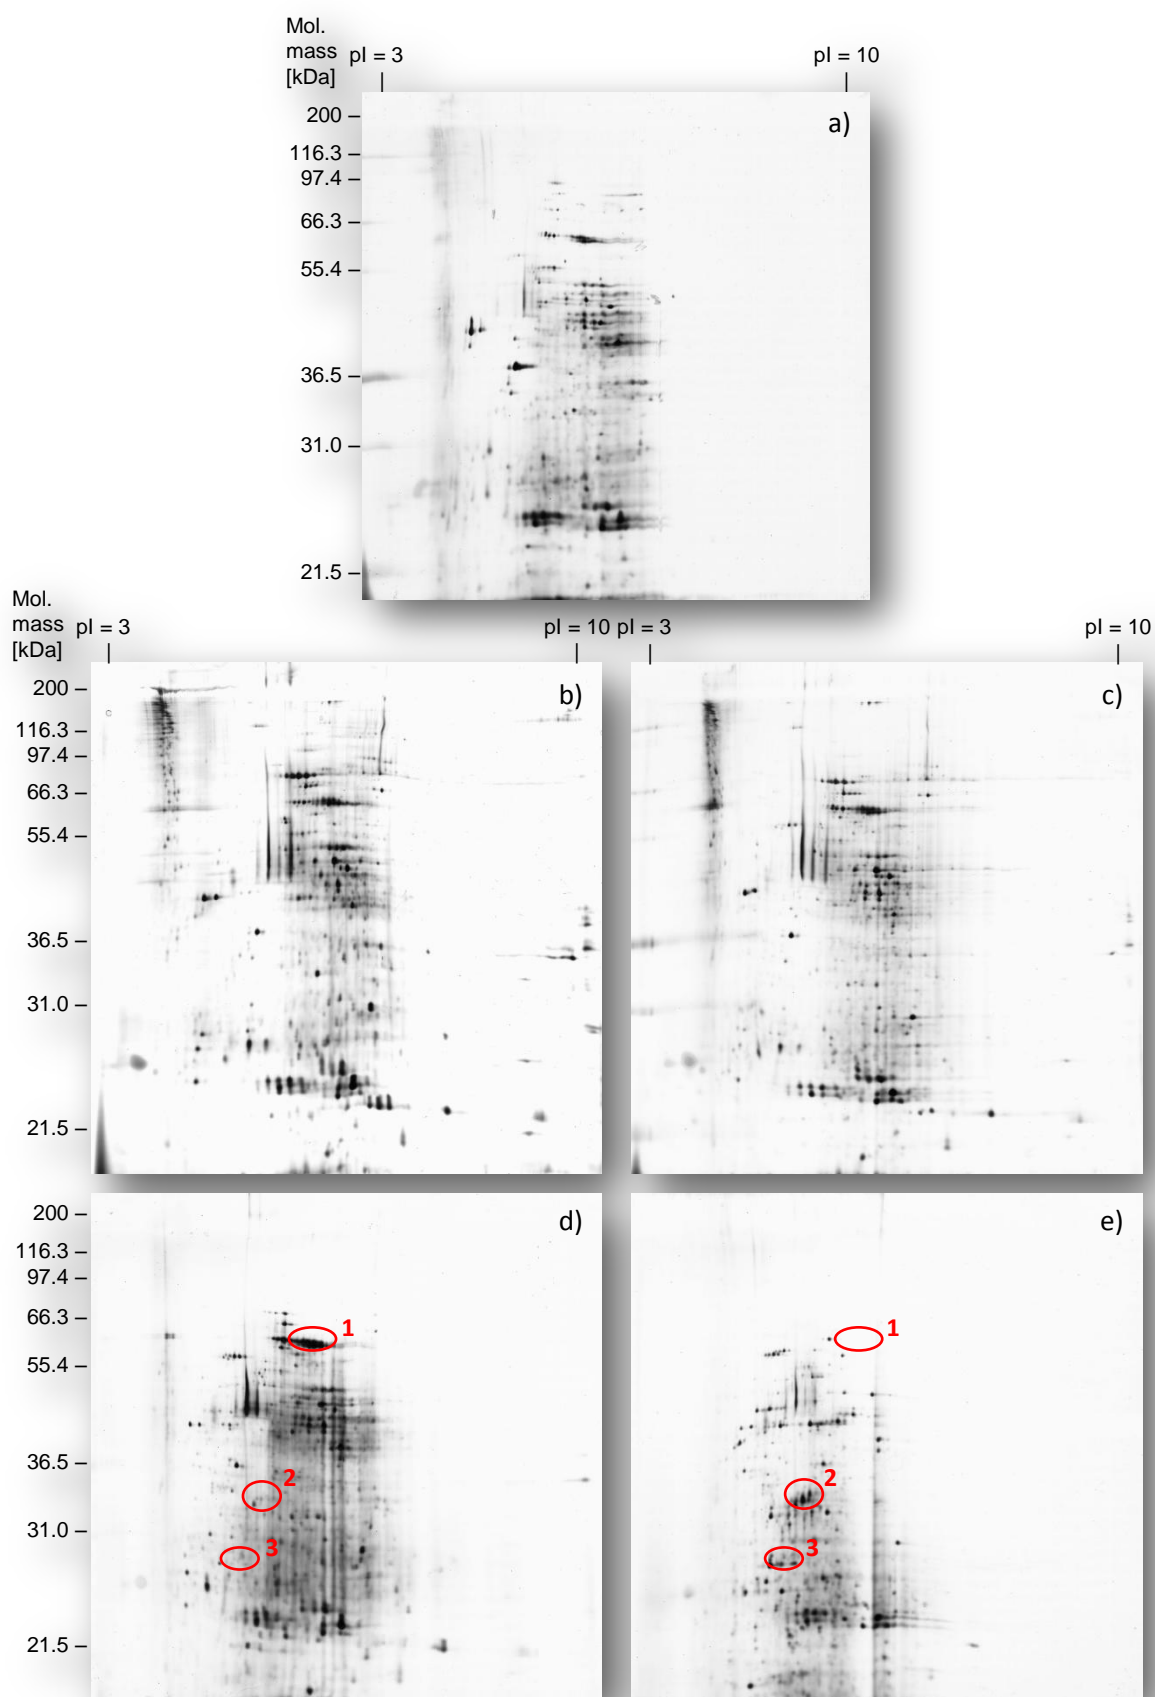 Mol.
mass
[kDa]
pI = 3
pI = 10
200
116.3
97.4
66.3
55.4
36.5
31.0
21.5
a)
Mol.
mass
[kDa]
pI = 3
pI = 10
pI = 3
pI = 10
200
116.3
97.4
66.3
55.4
36.5
31.0
21.5
b)
c)
200
116.3
97.4
66.3
55.4
36.5
31.0
21.5
d)
1
2
3
e)
1
2
3